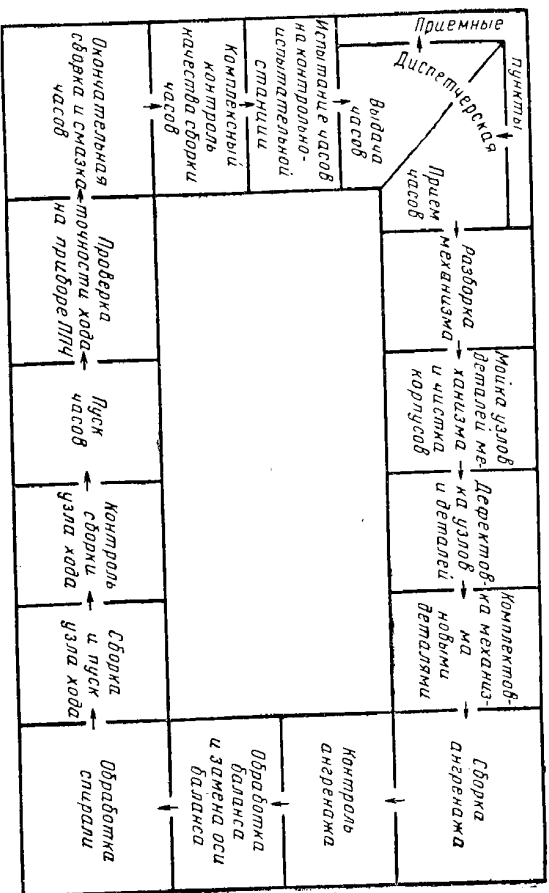 Приемные
пункты
Диспетчерская
Прием
часов
Разборка
механизма
Мойка узлов
деталей ме-
ханизма
и чистка
корпусов
Дефектов-
ка узлов
и деталей
Комплектов-
ка механиз-
ма
новыми
деталями
Сборка
ангренажа
Контроль
ангренажа
Обработка
баланса
и замена оси
баланса
Обработка
спирали
Сборка
и пуск
узла хода
Контроль
сборки
узла хода
Пуск
часов
Проверка
точности хода
на приборе ППЧ
Окончательная
сборка и смазка
часов
Комплексный
контроль
качества сборки
часов
Испытание часов
на контрольно-
испытательной
станции
Выдача
часов